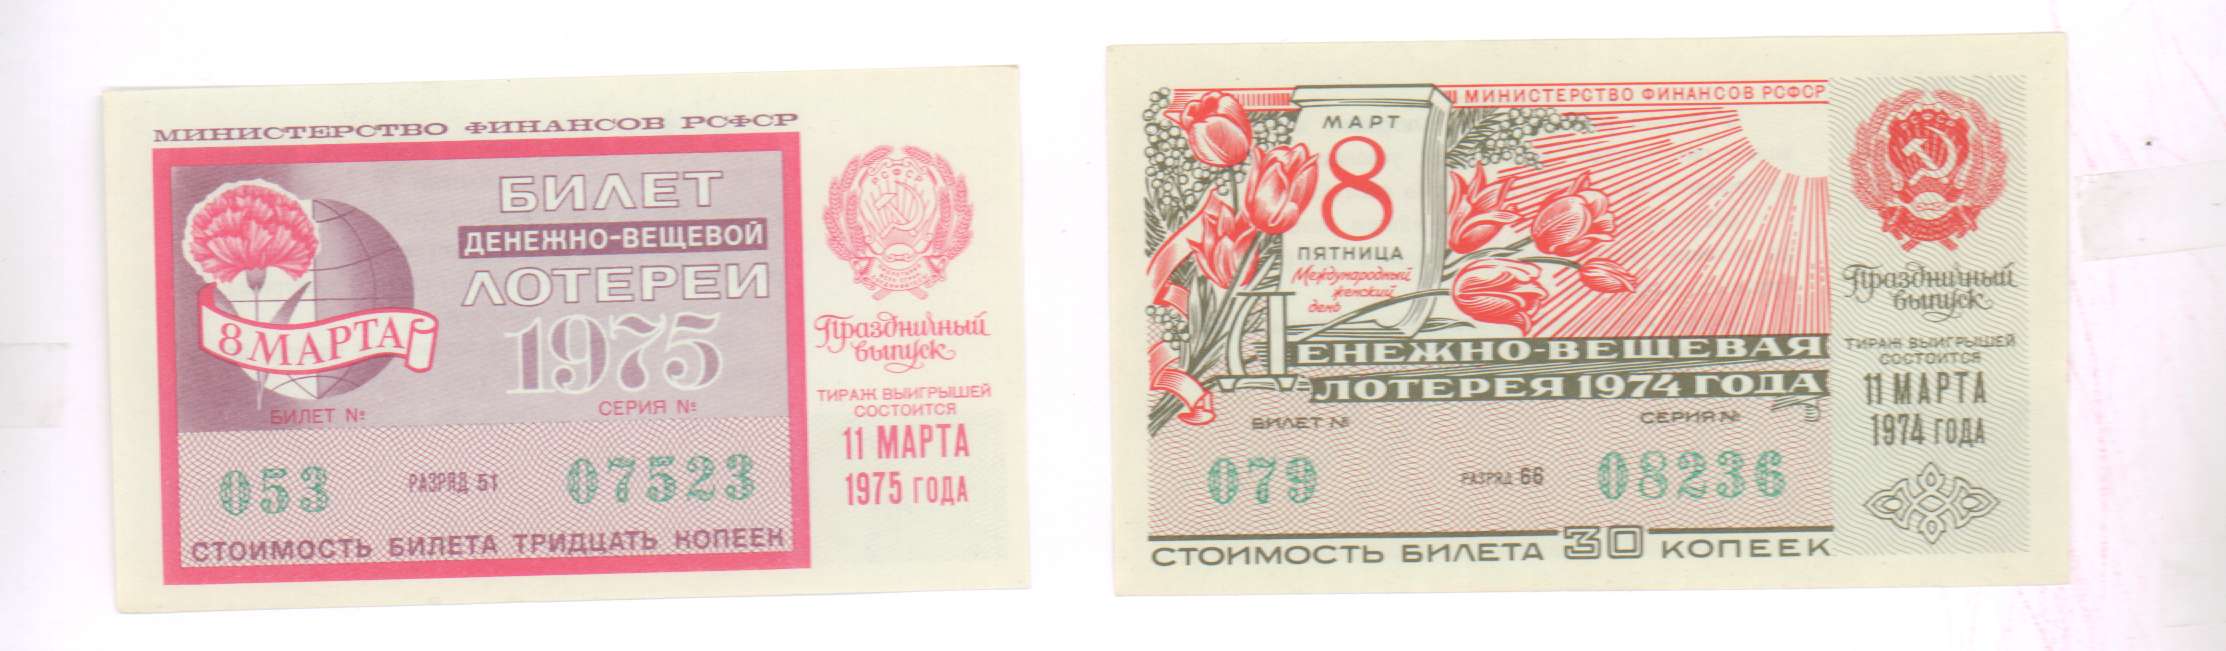 МИНИСТЕРСТВО ФИНАНСОВ РСФСР
БИЛЕТ
ДЕНЕЖНО-ВЕЩЕВОЙ
ЛОТЕРЕИ
1975
8 МАРТА
БИЛЕТ №
СЕРИЯ №
053
РАЗРЯД 51
07523
СТОИМОСТЬ БИЛЕТА ТРИДЦАТЬ КОПЕЕК
РСФСР
Праздничный
выпуск
ТИРАЖ ВЫИГРЫШЕЙ
СОСТОИТСЯ
11 МАРТА
1975 ГОДА
МИНИСТЕРСТВО ФИНАНСОВ РСФСР
МАРТ
8
ПЯТНИЦА
Международный
женский
день
ДЕНЕЖНО-ВЕЩЕВАЯ
ЛОТЕРЕЯ 1974 ГОДА
БИЛЕТ №
СЕРИЯ №
079
РАЗРЯД 66
08236
СТОИМОСТЬ БИЛЕТА 30 КОПЕЕК
РСФСР
Праздничный
выпуск
ТИРАЖ ВЫИГРЫШЕЙ
СОСТОИТСЯ
11 МАРТА
1974 ГОДА